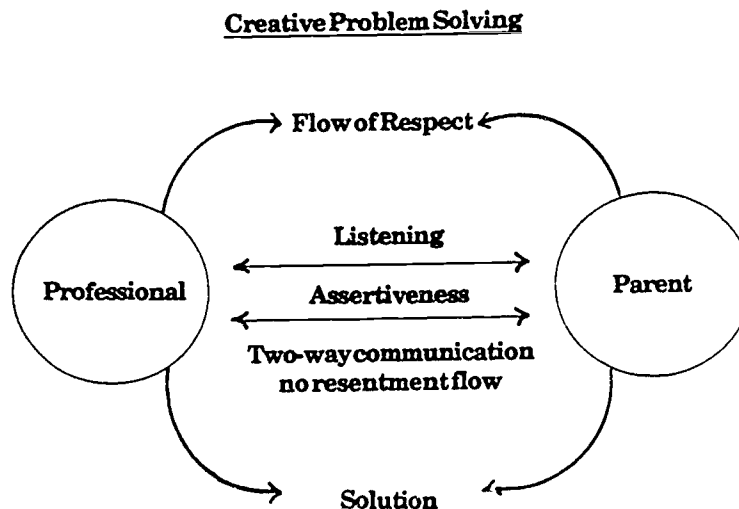 Creative Problem Solving
Flow of Respect
Listening
Professional
Assertiveness
Parent
Two-way communication
no resentment flow
Solution